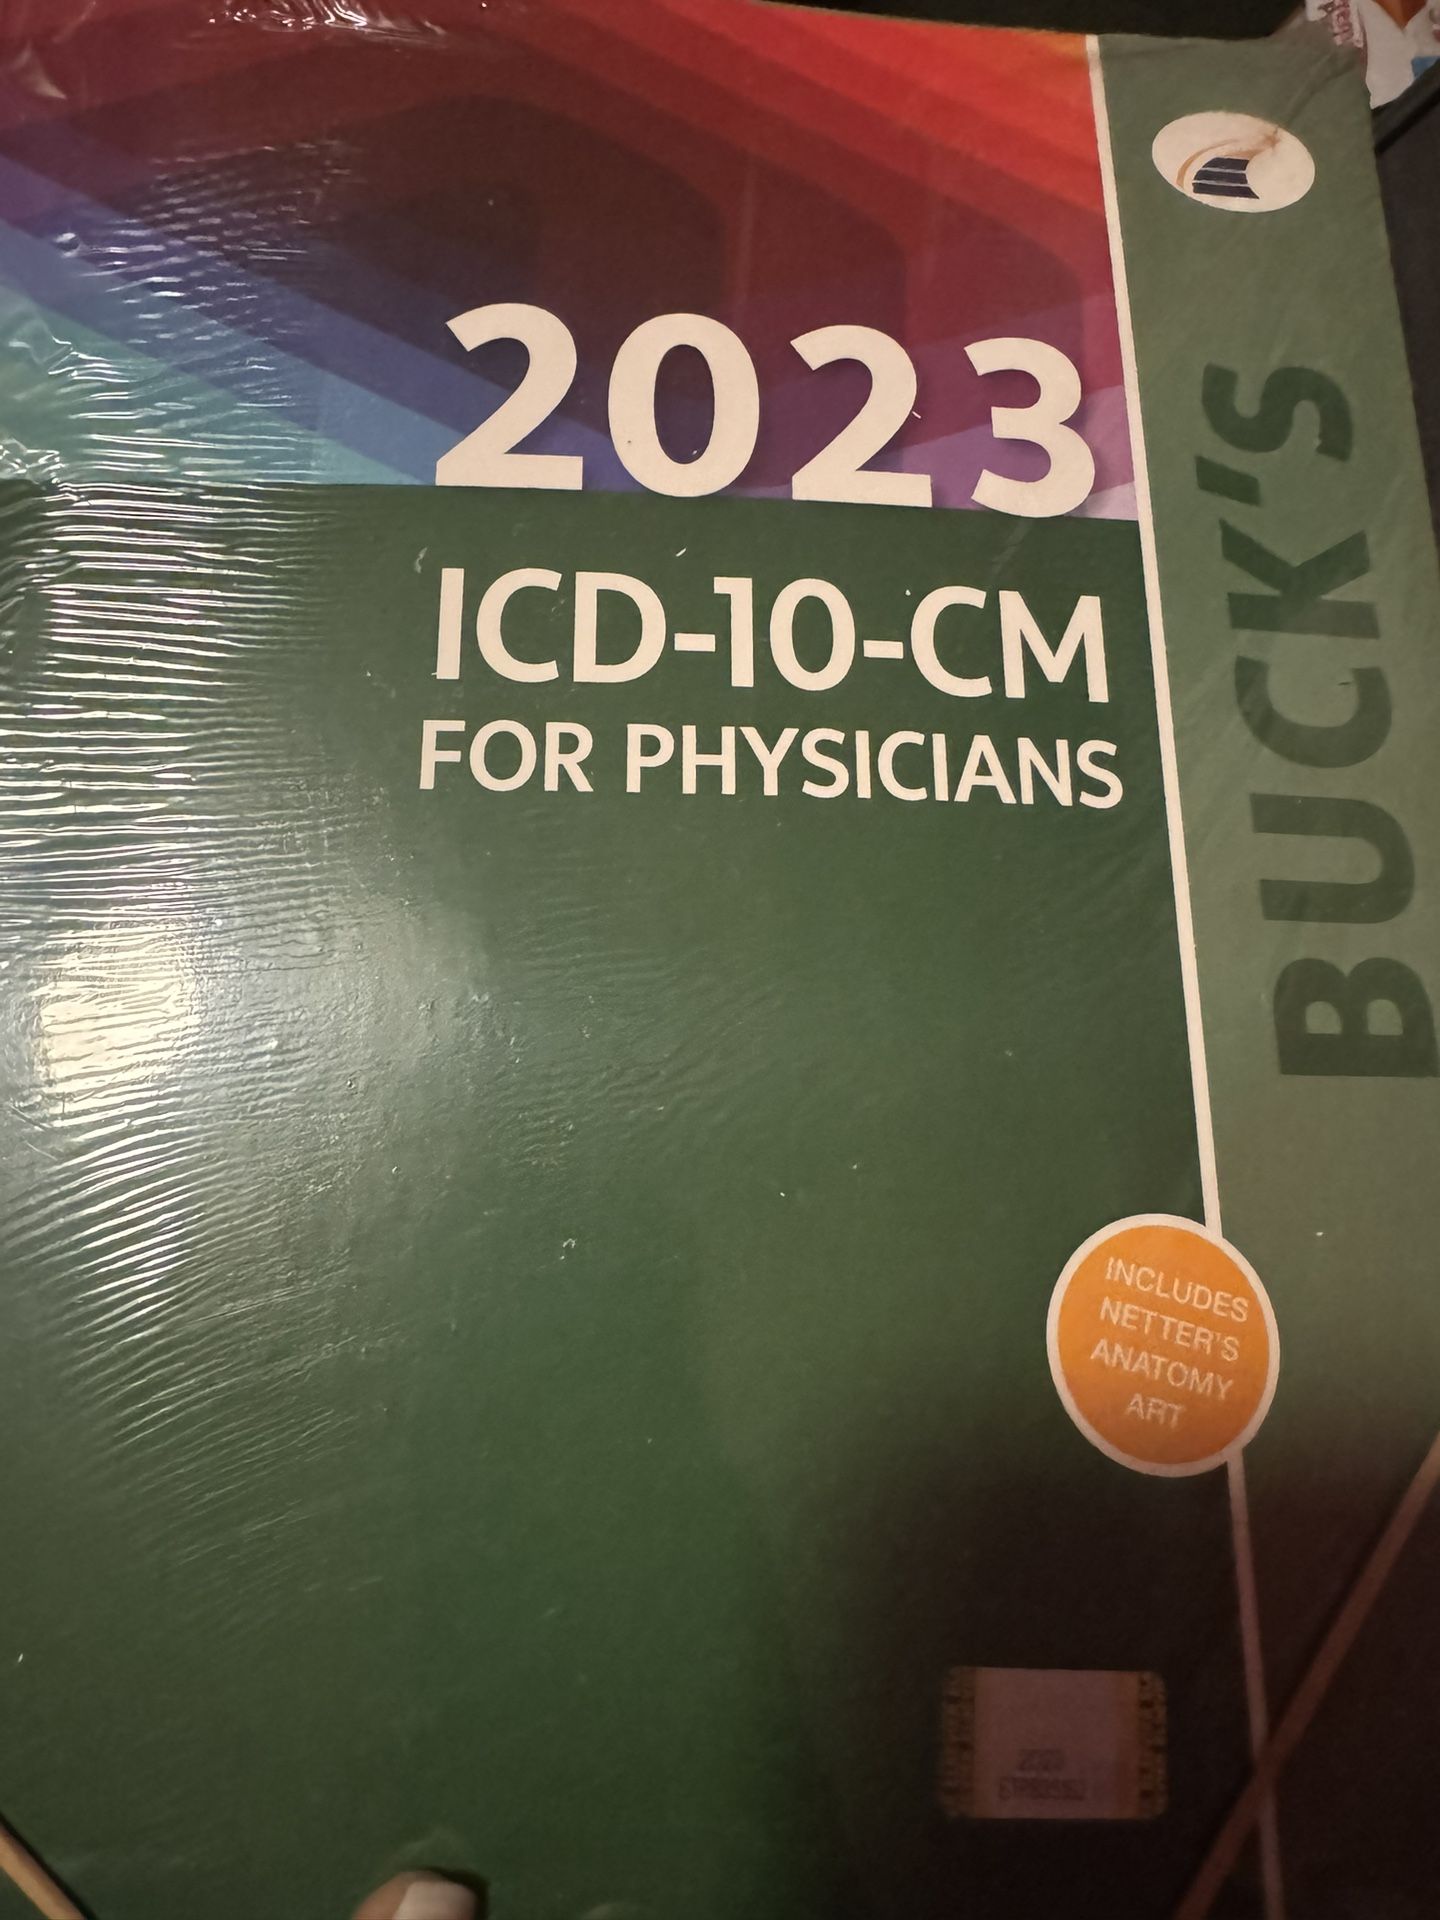 2023
ICD-10-CM
FOR PHYSICIANS
BUCK'S
INCLUDES
NETTER'S
ANATOMY
ART